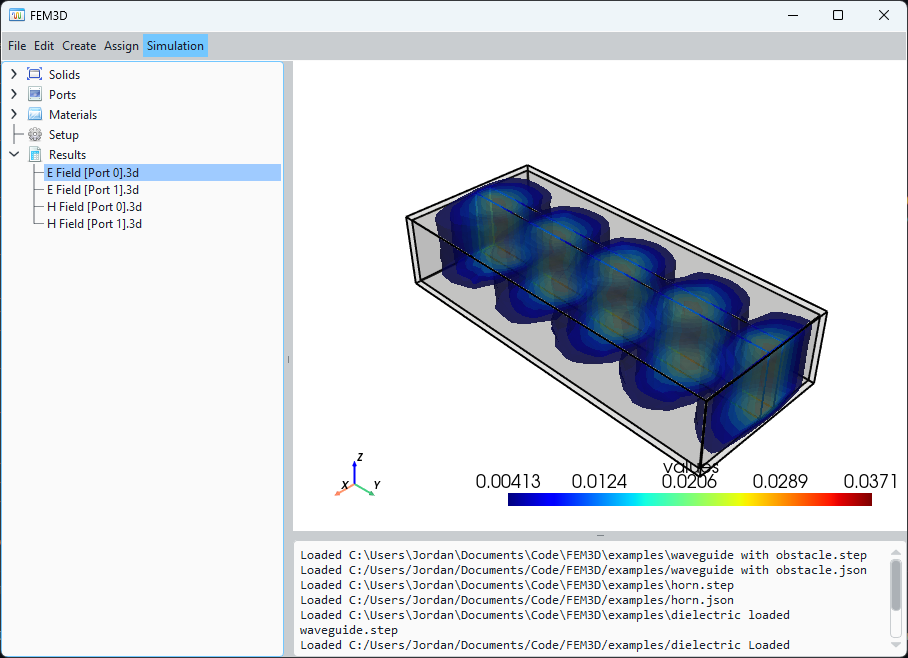 FEM3D
File Edit Create Assign Simulation
Solids
Ports
Materials
Setup
Results
E Field [Port 0].3d
E Field [Port 1].3d
H Field [Port 0].3d
H Field [Port 1].3d
Z
X Y
values
0.00413 0.0124 0.0206 0.0289 0.0371
Loaded C:\Users\Jordan\Documents\Code\FEM3D\examples\waveguide with obstacle.step
Loaded C:/Users/Jordan/Documents/Code/FEM3D/examples/waveguide with obstacle.json
Loaded C:\Users\Jordan\Documents\Code\FEM3D\examples\horn.step
Loaded C:/Users/Jordan/Documents/Code/FEM3D/examples/horn.json
Loaded C:\Users\Jordan\Documents\Code\FEM3D\examples\dielectric loaded
waveguide.step
Loaded C:/Users/Jordan/Documents/Code/FEM3D/examples/dielectric Loaded